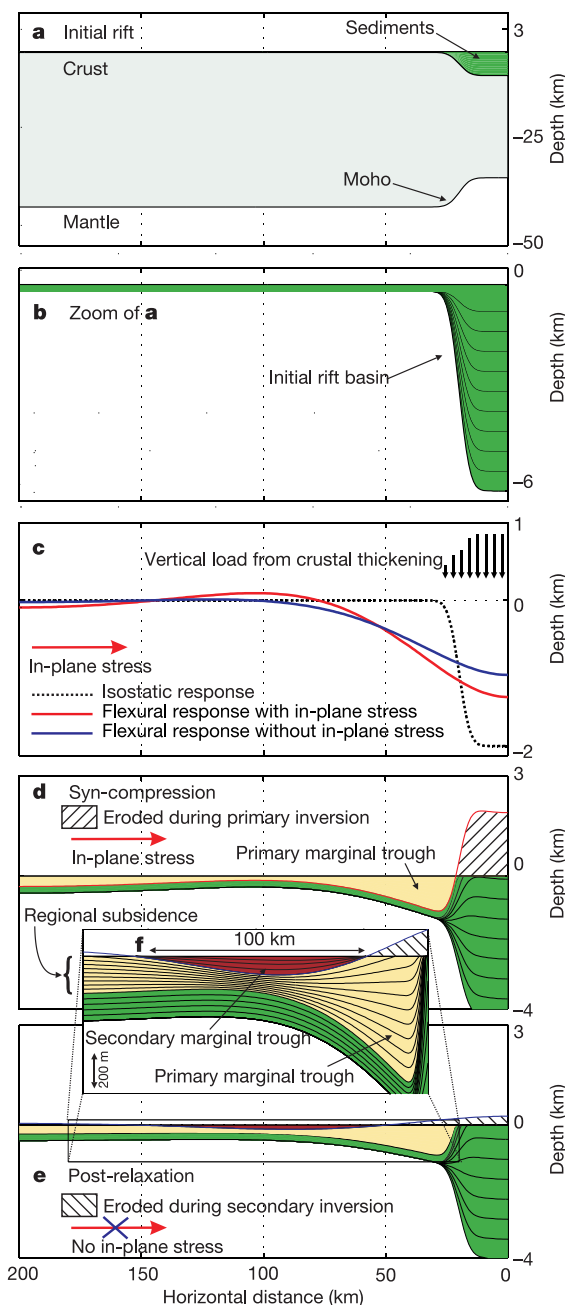 a Initial rift
Sediments
3
Crust
−25
Depth (km)
Moho
Mantle
−50
0
b Zoom of a
Initial rift basin
Depth (km)
−6
1
c
Vertical load from crustal thickening
0
In-plane stress
Isostatic response
Flexural response with in-plane stress
Flexural response without in-plane stress
Depth (km)
−2
3
d Syn-compression
Eroded during primary inversion
In-plane stress
Primary marginal trough
0
Depth (km)
Regional subsidence
f 100 km
Secondary marginal trough
Primary marginal trough
200 m
−4
3
0
Depth (km)
e Post-relaxation
Eroded during secondary inversion
No in-plane stress
−4
200 150 100 50 0
Horizontal distance (km)